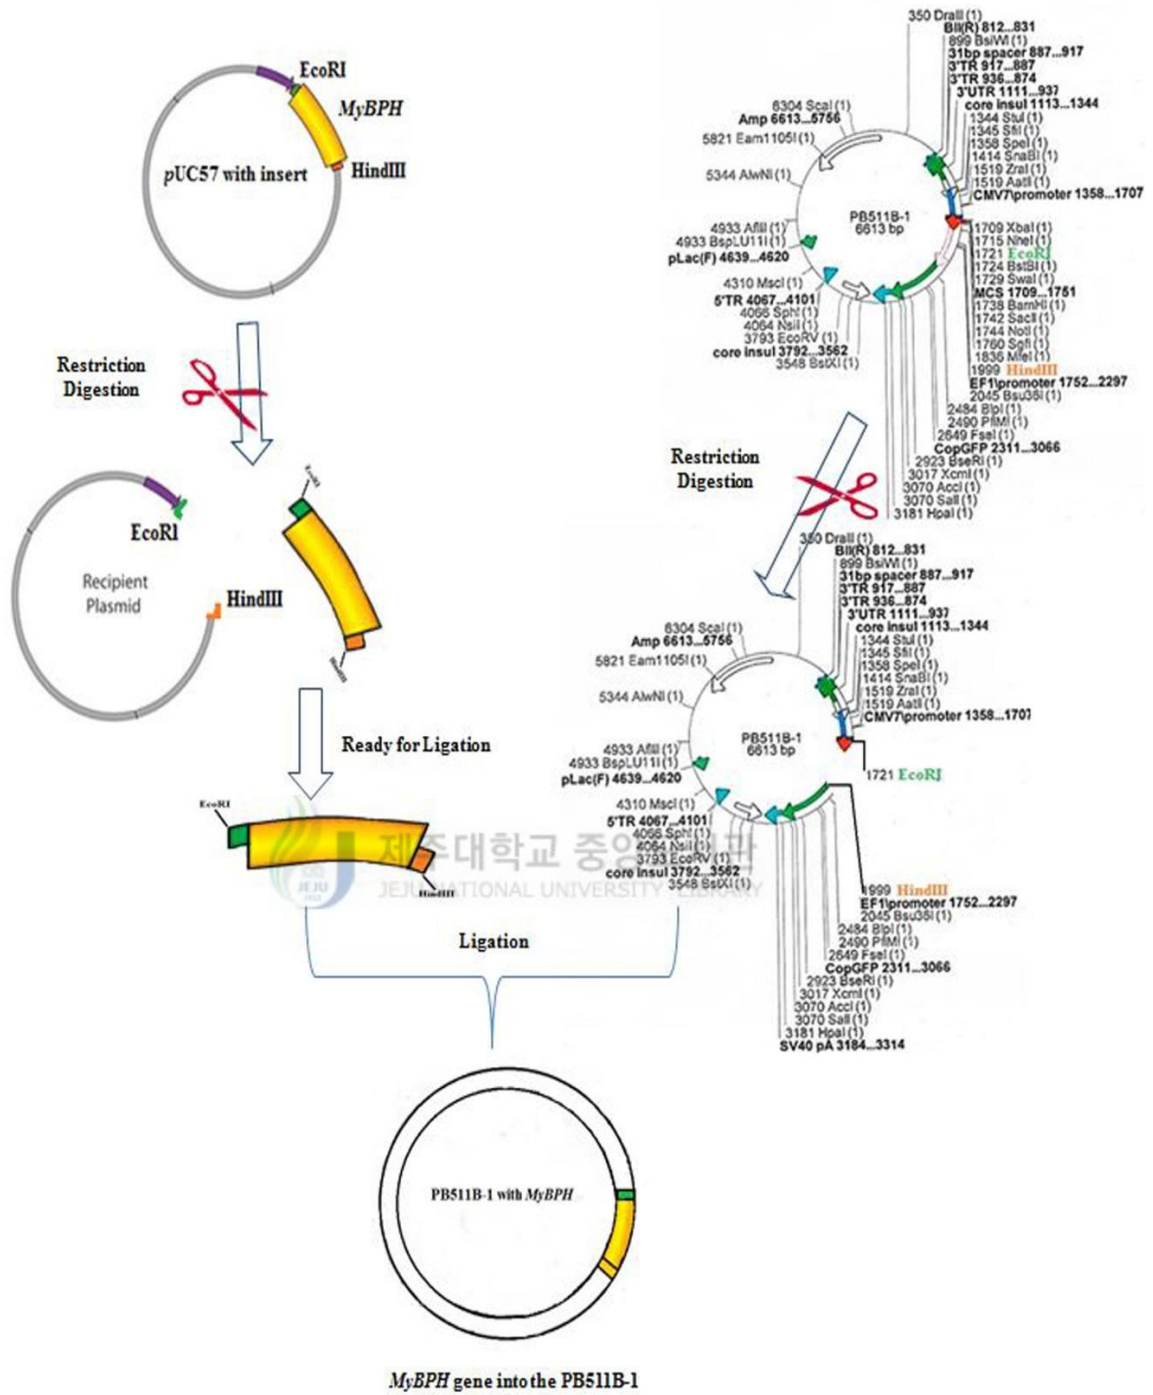 EcoRI
MyBPH
pUC57 with insert
HindIII
Restriction
Digestion
EcoRI
EcoRI
Recipient
Plasmid
HindIII
HindIII
Ready for Ligation
EcoRI
HindIII
350 DraIII (1)
BII(R) 812...831
899 BsiWI (1)
31bp spacer 887...917
3'TR 917...887
3'TR 936...874
3'UTR 1111...937
core insul 1113...1344
1344 StuI (1)
1345 SfiI (1)
1358 SpeI (1)
1414 SnaBI (1)
1519 ZraI (1)
1519 AatII (1)
CMV7\promoter 1358...1707
6304 ScaI (1)
Amp 6613...5756
5821 Eam1105I (1)
5344 AlwNI (1)
PB511B-1
6613 bp
4933 AflII (1)
4933 BspLU11I (1)
pLac(F) 4639...4620
4310 MscI (1)
5'TR 4067...4101
4066 SphI (1)
4064 NsiI (1)
3793 EcoRV (1)
core insul 3792...3562
3548 BstXI (1)
1709 XbaI (1)
1715 NheI (1)
1721 EcoRI
1724 BstBI (1)
1729 SwaI (1)
MCS 1709...1751
1738 BamHI (1)
1742 SacII (1)
1744 NotI (1)
1760 SgfI (1)
1836 MfeI (1)
1999 HindIII
EF1\promoter 1752...2297
2045 Bsu36I (1)
2484 BlpI (1)
2490 PflMI (1)
2649 FseI (1)
CopGFP 2311...3066
2923 BseRI (1)
3017 XcmI (1)
3070 AccI (1)
3070 SalI (1)
3181 HpaI (1)
Restriction
Digestion
350 DraIII (1)
BII(R) 812...831
899 BsiWI (1)
31bp spacer 887...917
3'TR 917...887
3'TR 936...874
3'UTR 1111...937
core insul 1113...1344
1344 StuI (1)
1345 SfiI (1)
1358 SpeI (1)
1414 SnaBI (1)
1519 ZraI (1)
1519 AatII (1)
CMV7\promoter 1358...1707
6304 ScaI (1)
Amp 6613...5756
5821 Eam1105I (1)
5344 AlwNI (1)
PB511B-1
6613 bp
4933 AflII (1)
4933 BspLU11I (1)
pLac(F) 4639...4620
4310 MscI (1)
5'TR 4067...4101
4066 SphI (1)
4064 NsiI (1)
3793 EcoRV (1)
core insul 3792...3562
3548 BstXI (1)
1721 EcoRI
1999 HindIII
EF1\promoter 1752...2297
2045 Bsu36I (1)
2484 BlpI (1)
2490 PflMI (1)
2649 FseI (1)
CopGFP 2311...3066
2923 BseRI (1)
3017 XcmI (1)
3070 AccI (1)
3070 SalI (1)
3181 HpaI (1)
SV40 pA 3184...3314
제주대학교 중앙
JEJU NATIONAL UNIVERSITY LIBRARY
JEJU
1952
Ligation
PB511B-1 with MyBPH
MyBPH gene into the PB511B-1